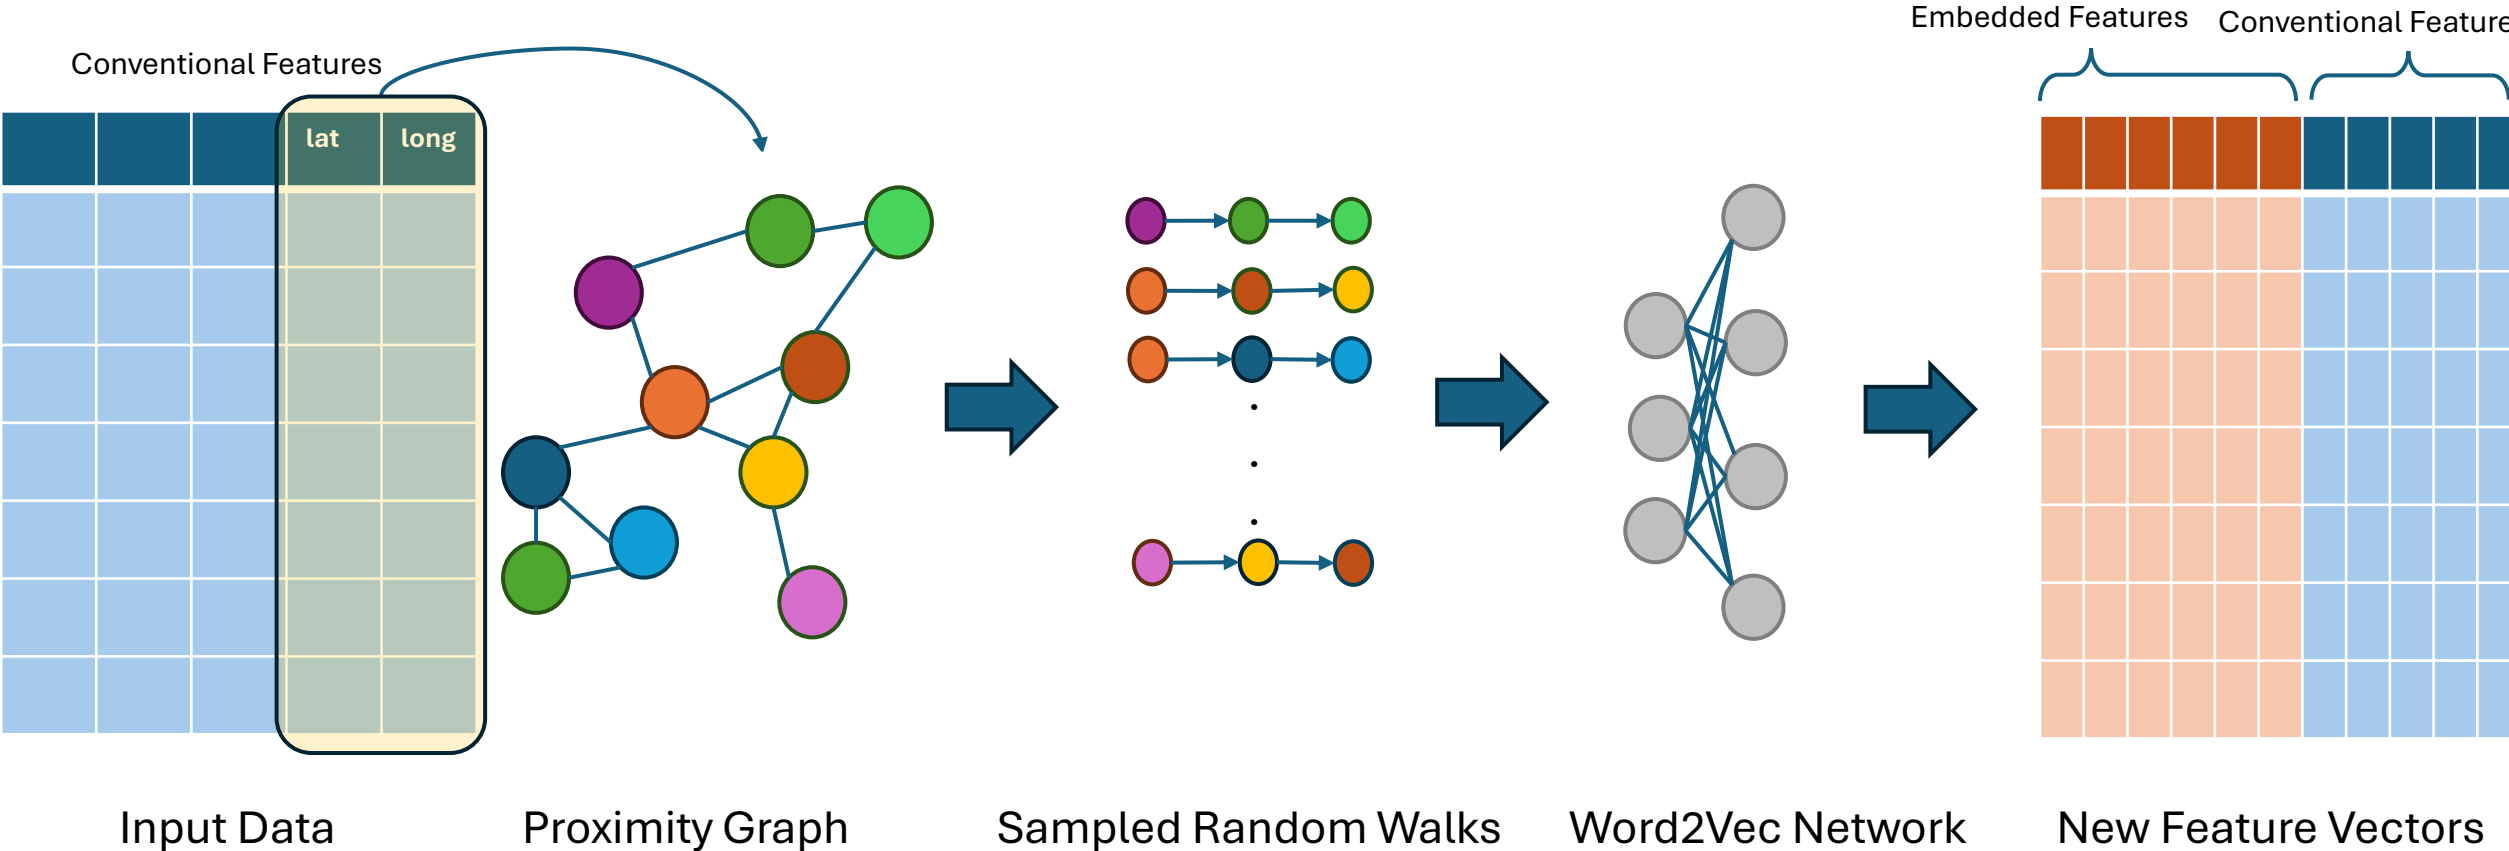 Conventional Features
lat
long
Embedded Features
Conventional Feature
Input Data
Proximity Graph
Sampled Random Walks
Word2Vec Network
New Feature Vectors